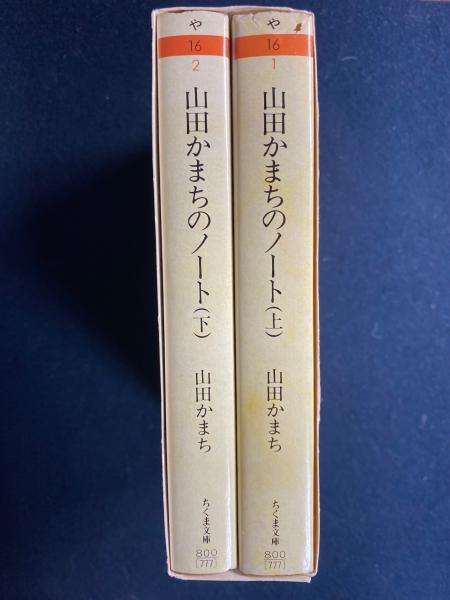 や
16
1
山田かまちのノート(上)
山田かまち
ちくま文庫
800
[777]
や
16
2
山田かまちのノート(下)
山田かまち
ちくま文庫
800
[777]